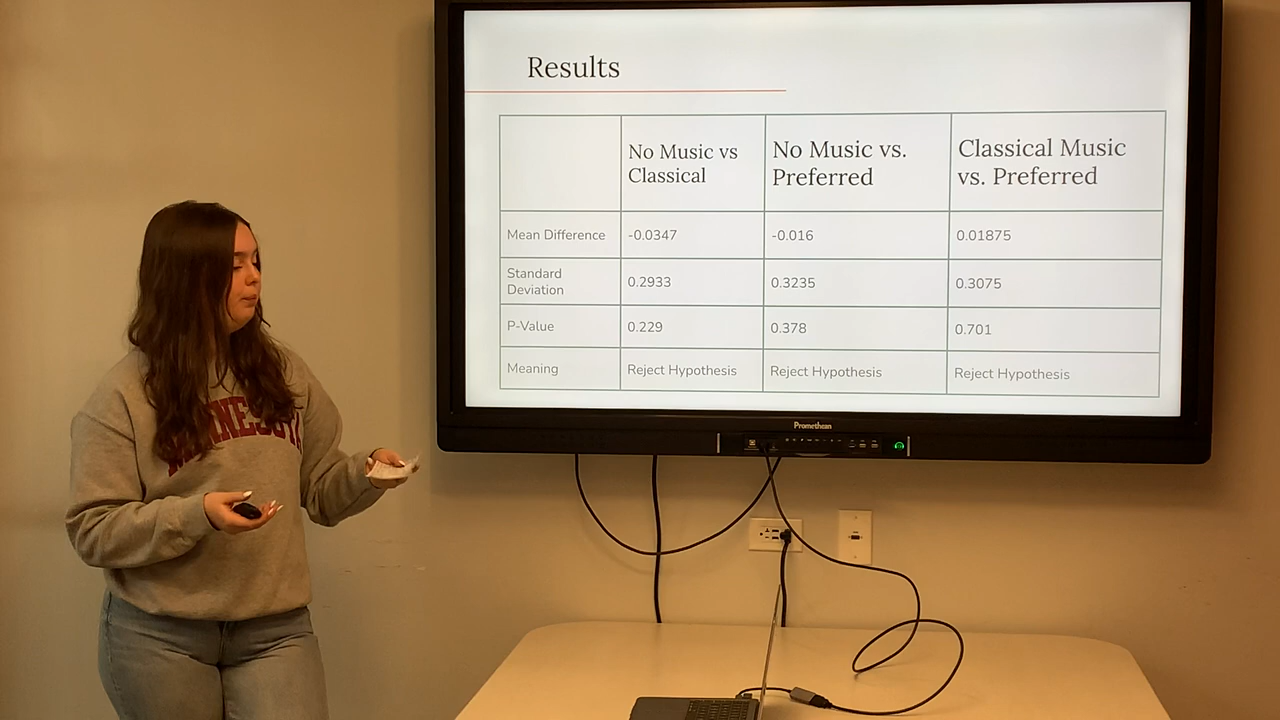 Results
No Music vs
Classical
No Music vs.
Preferred
Classical Music
vs. Preferred
Mean Difference
-0.0347
-0.016
0.01875
Standard
Deviation
0.2933
0.3235
0.3075
P-Value
0.229
0.378
0.701
Meaning
Reject Hypothesis
Reject Hypothesis
Reject Hypothesis
Promethean
MINNESOTA